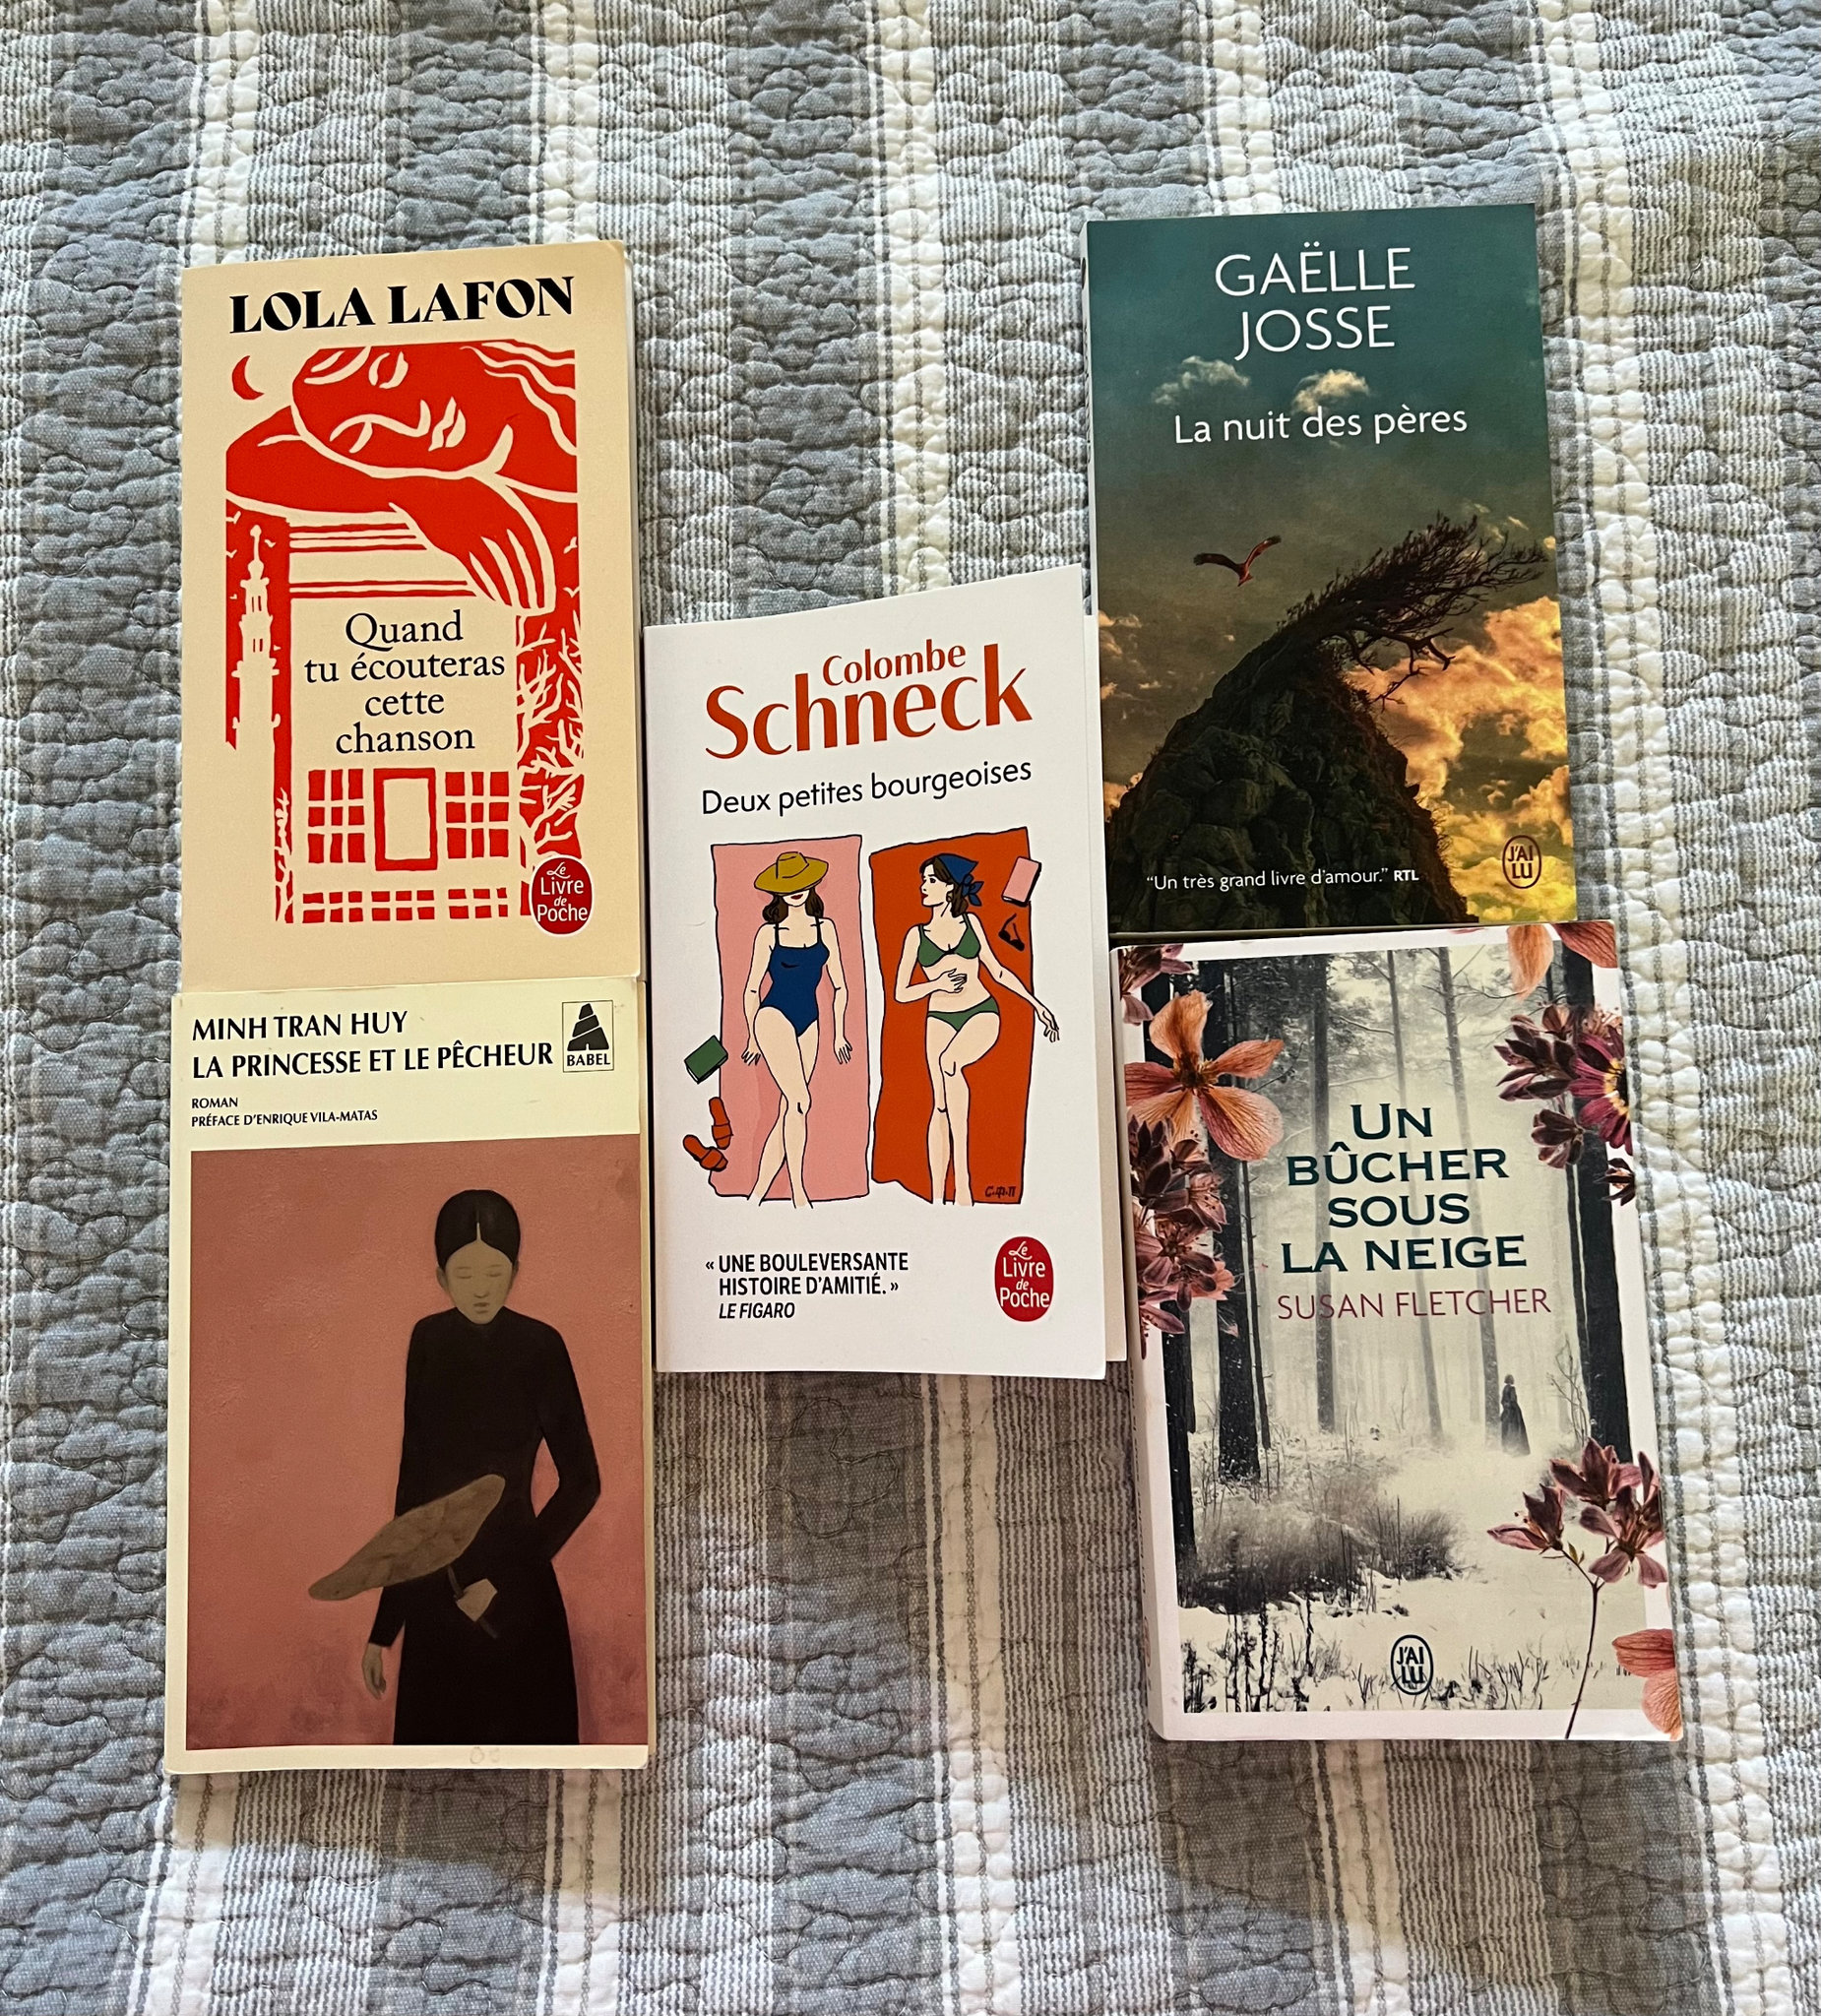 LOLA LAFON
Quand
tu écouteras
cette
chanson
Le
Livre
de
Poche
MINH TRAN HUY
LA PRINCESSE ET LE PÊCHEUR
BABEL
ROMAN
PRÉFACE D'ENRIQUE VILA-MATAS
Colombe
Schneck
Deux petites bourgeoises
« UNE BOULEVERSANTE
HISTOIRE D'AMITIÉ. »
LE FIGARO
Le
Livre
de
Poche
GAËLLE
JOSSE
La nuit des pères
“Un très grand livre d'amour.” RTL
J'AI
LU
UN
BÛCHER
SOUS
LA NEIGE
SUSAN FLETCHER
J'AI
LU